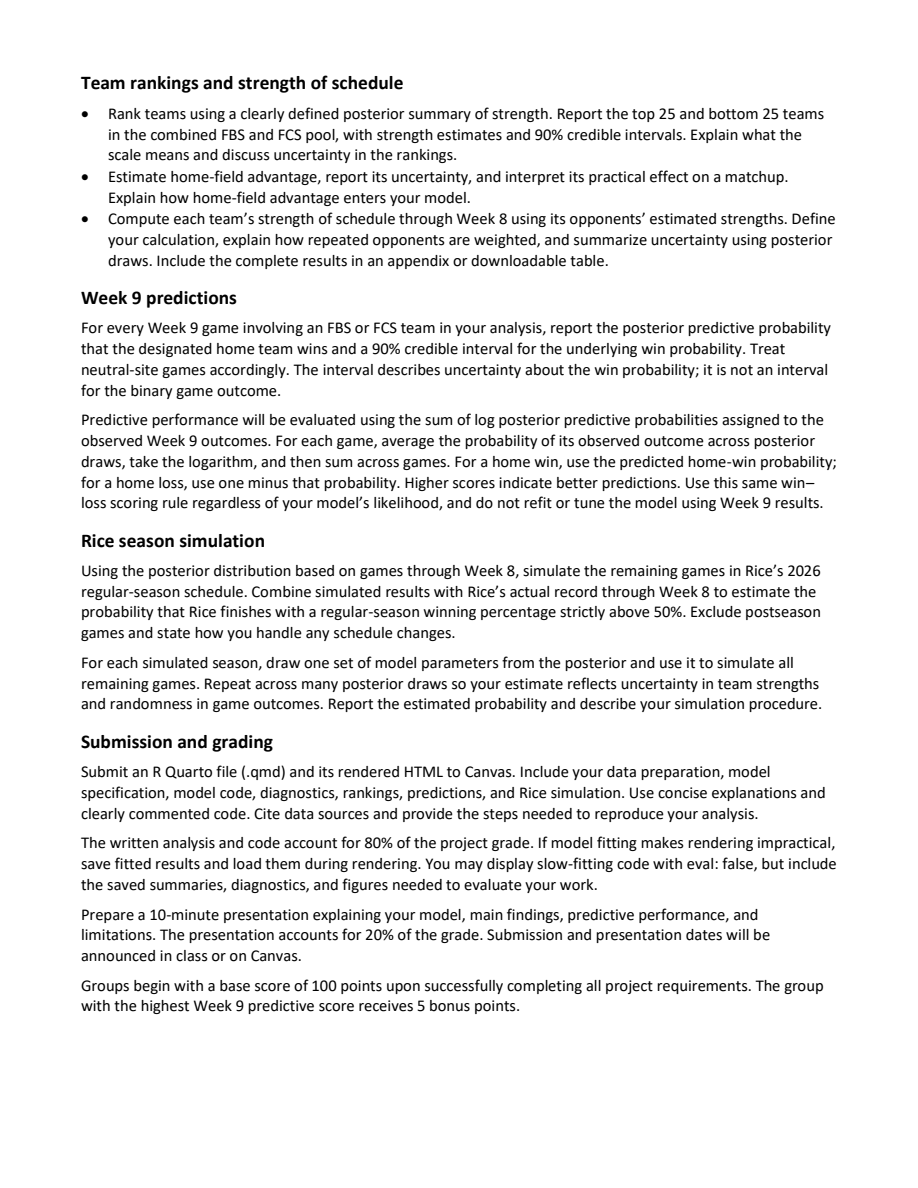 Team rankings and strength of schedule
• Rank teams using a clearly defined posterior summary of strength. Report the top 25 and bottom 25 teams
in the combined FBS and FCS pool, with strength estimates and 90% credible intervals. Explain what the
scale means and discuss uncertainty in the rankings.
• Estimate home-field advantage, report its uncertainty, and interpret its practical effect on a matchup.
Explain how home-field advantage enters your model.
• Compute each team’s strength of schedule through Week 8 using its opponents’ estimated strengths. Define
your calculation, explain how repeated opponents are weighted, and summarize uncertainty using posterior
draws. Include the complete results in an appendix or downloadable table.
Week 9 predictions
For every Week 9 game involving an FBS or FCS team in your analysis, report the posterior predictive probability
that the designated home team wins and a 90% credible interval for the underlying win probability. Treat
neutral-site games accordingly. The interval describes uncertainty about the win probability; it is not an interval
for the binary game outcome.
Predictive performance will be evaluated using the sum of log posterior predictive probabilities assigned to the
observed Week 9 outcomes. For each game, average the probability of its observed outcome across posterior
draws, take the logarithm, and then sum across games. For a home win, use the predicted home-win probability;
for a home loss, use one minus that probability. Higher scores indicate better predictions. Use this same win–
loss scoring rule regardless of your model’s likelihood, and do not refit or tune the model using Week 9 results.
Rice season simulation
Using the posterior distribution based on games through Week 8, simulate the remaining games in Rice’s 2026
regular-season schedule. Combine simulated results with Rice’s actual record through Week 8 to estimate the
probability that Rice finishes with a regular-season winning percentage strictly above 50%. Exclude postseason
games and state how you handle any schedule changes.
For each simulated season, draw one set of model parameters from the posterior and use it to simulate all
remaining games. Repeat across many posterior draws so your estimate reflects uncertainty in team strengths
and randomness in game outcomes. Report the estimated probability and describe your simulation procedure.
Submission and grading
Submit an R Quarto file (.qmd) and its rendered HTML to Canvas. Include your data preparation, model
specification, model code, diagnostics, rankings, predictions, and Rice simulation. Use concise explanations and
clearly commented code. Cite data sources and provide the steps needed to reproduce your analysis.
The written analysis and code account for 80% of the project grade. If model fitting makes rendering impractical,
save fitted results and load them during rendering. You may display slow-fitting code with eval: false, but include
the saved summaries, diagnostics, and figures needed to evaluate your work.
Prepare a 10-minute presentation explaining your model, main findings, predictive performance, and
limitations. The presentation accounts for 20% of the grade. Submission and presentation dates will be
announced in class or on Canvas.
Groups begin with a base score of 100 points upon successfully completing all project requirements. The group
with the highest Week 9 predictive score receives 5 bonus points.